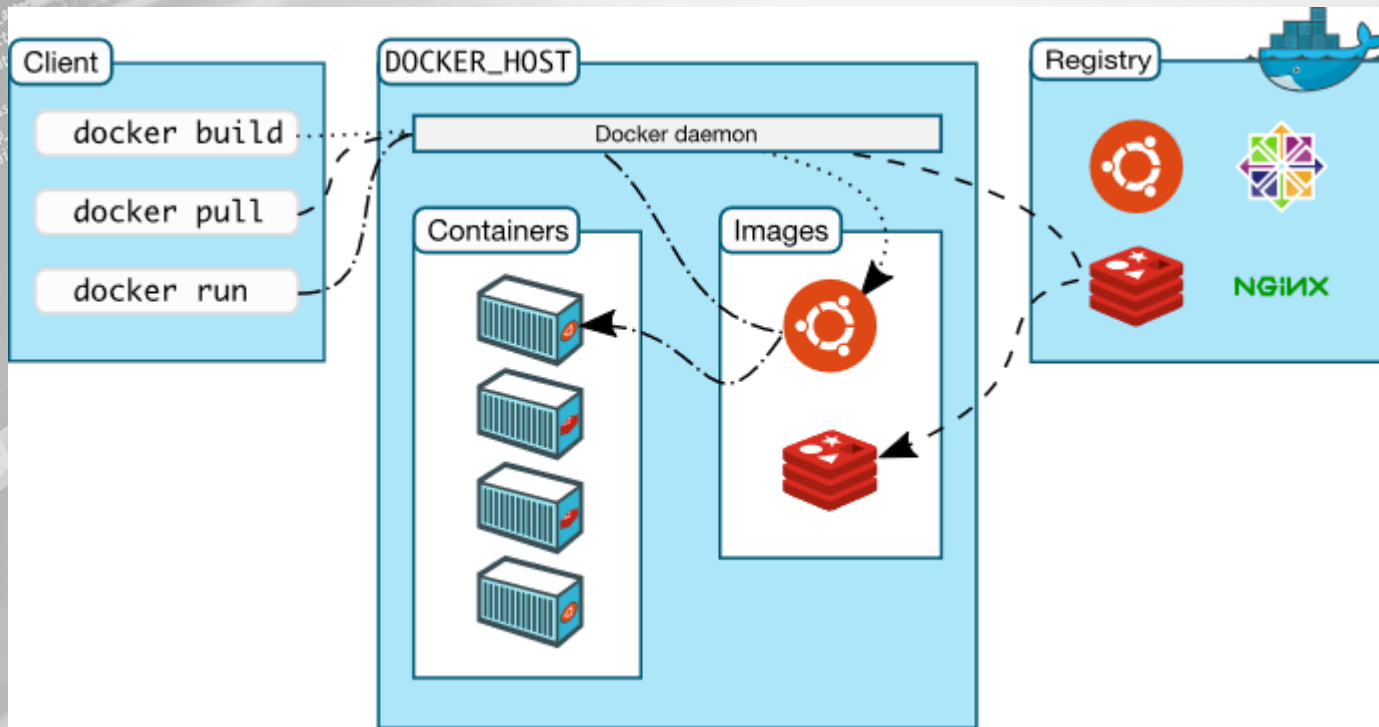 Client
docker build
docker pull
docker run
DOCKER_HOST
Docker daemon
Containers
Images
Registry
NGiNX